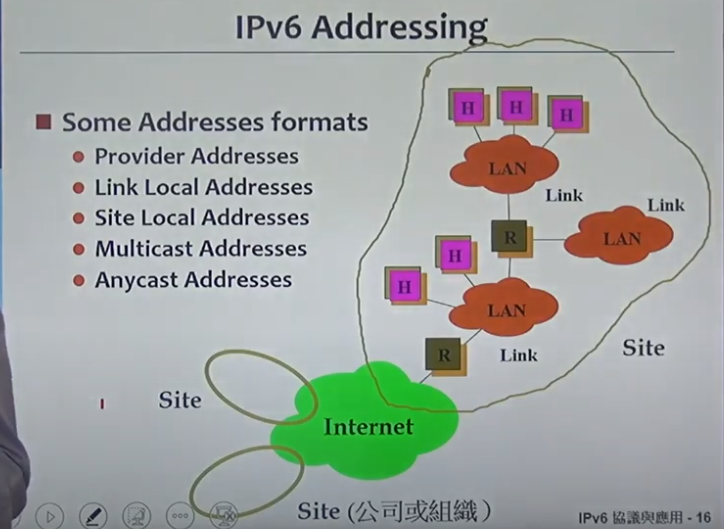 IPv6 Addressing
Some Addresses formats
Provider Addresses
Link Local Addresses
Site Local Addresses
Multicast Addresses
Anycast Addresses
H
H
H
LAN
Link
Link
R
LAN
H
H
LAN
R
Link
Site
Site
Internet
Site (公司或組織)
IPv6 協議與應用 - 16